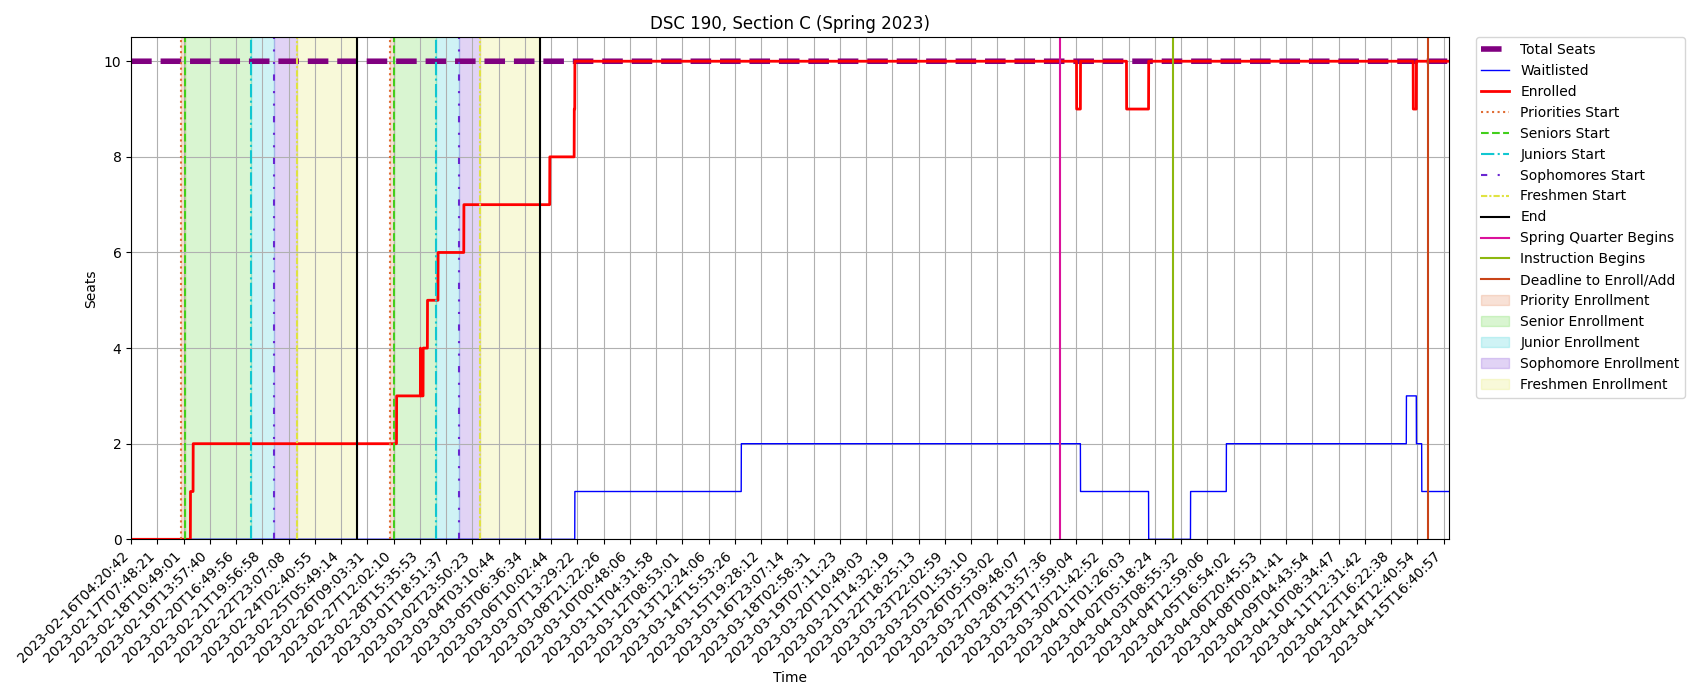 DSC 190, Section C (Spring 2023)
Seats
10
8
6
4
2
0
2023-02-16T04:20:42
2023-02-17T07:48:21
2023-02-18T10:49:01
2023-02-19T13:57:40
2023-02-20T16:49:56
2023-02-21T19:56:58
2023-02-22T23:07:08
2023-02-24T02:40:55
2023-02-25T05:49:14
2023-02-26T09:03:31
2023-02-27T12:02:10
2023-02-28T15:35:53
2023-03-01T18:51:37
2023-03-02T23:50:23
2023-03-04T03:10:44
2023-03-05T06:36:34
2023-03-06T10:02:44
2023-03-07T13:29:22
2023-03-08T21:22:26
2023-03-10T00:48:06
2023-03-11T04:31:58
2023-03-12T08:53:01
2023-03-13T12:24:06
2023-03-14T15:53:26
2023-03-15T19:28:12
2023-03-16T23:07:14
2023-03-18T02:58:31
2023-03-19T07:11:23
2023-03-20T10:49:03
2023-03-21T14:32:19
2023-03-22T18:25:13
2023-03-23T22:02:59
2023-03-25T01:53:10
2023-03-26T05:53:02
2023-03-27T09:48:07
2023-03-28T13:57:36
2023-03-29T17:59:04
2023-03-30T21:42:52
2023-04-01T01:26:03
2023-04-02T05:18:24
2023-04-03T08:55:32
2023-04-04T12:59:06
2023-04-05T16:54:02
2023-04-06T20:45:53
2023-04-08T00:41:41
2023-04-09T04:43:54
2023-04-10T08:34:47
2023-04-11T12:31:42
2023-04-12T16:22:38
2023-04-14T12:40:54
2023-04-15T16:40:57
Time
Total Seats
Waitlisted
Enrolled
Priorities Start
Seniors Start
Juniors Start
Sophomores Start
Freshmen Start
End
Spring Quarter Begins
Instruction Begins
Deadline to Enroll/Add
Priority Enrollment
Senior Enrollment
Junior Enrollment
Sophomore Enrollment
Freshmen Enrollment